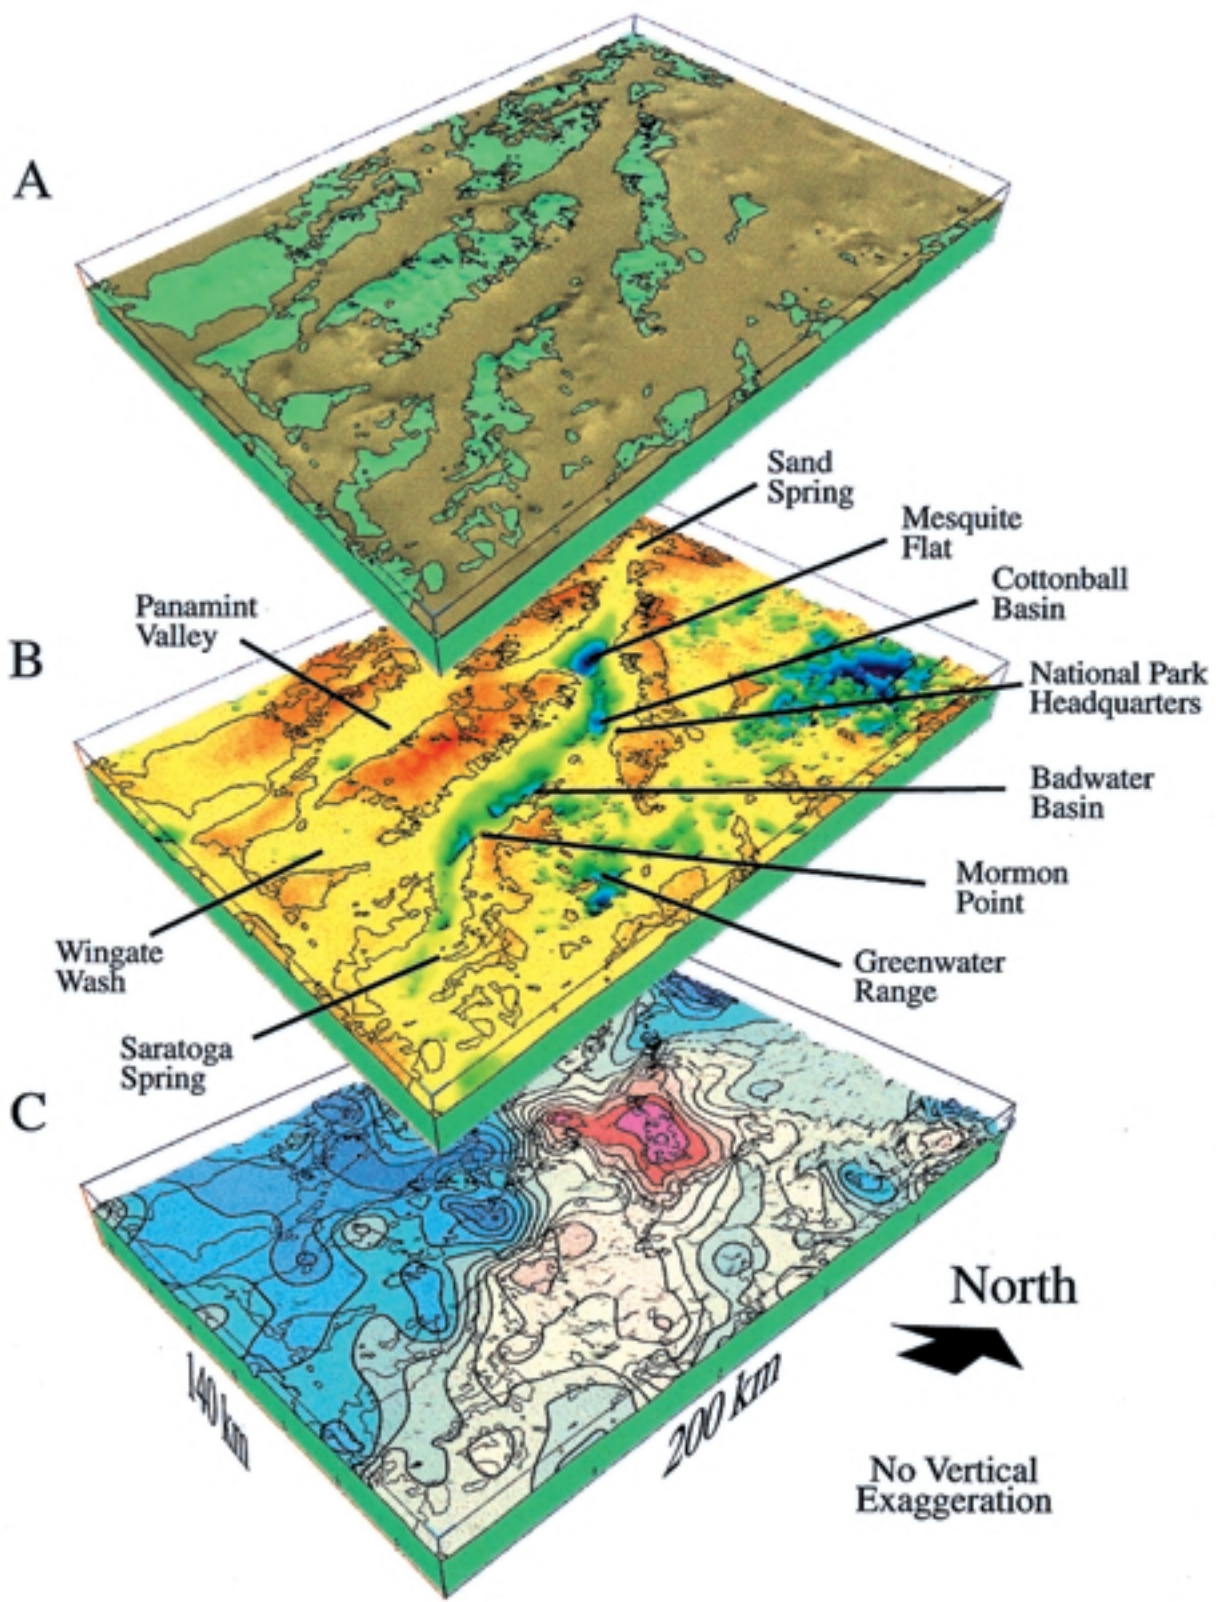 A
Sand
Spring
Mesquite
Flat
Cottonball
Basin
Panamint
Valley
B
National Park
Headquarters
Badwater
Basin
Mormon
Point
Wingate
Wash
Greenwater
Range
Saratoga
Spring
C
North
140 km
200 km
No Vertical
Exaggeration